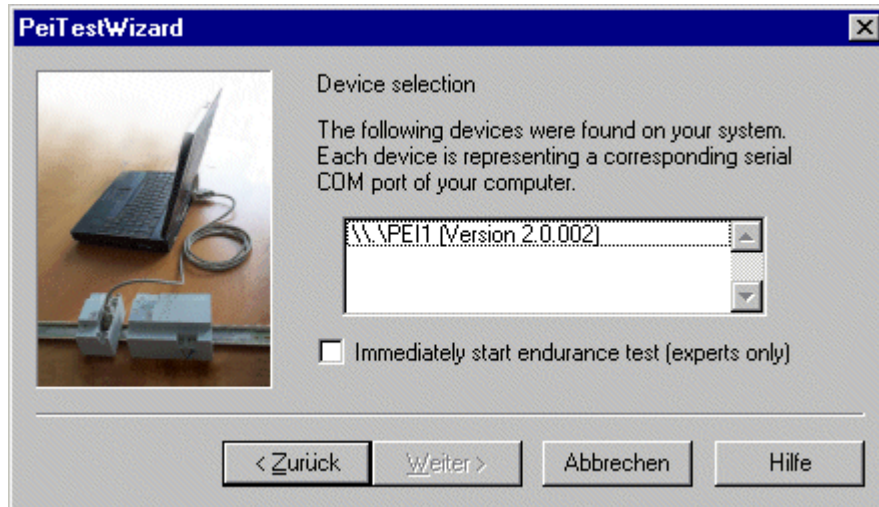 PeiTestWizard
Device selection
The following devices were found on your system.
Each device is representing a corresponding serial
COM port of your computer.
\\.\PEI1 (Version 2.0.002)
Immediately start endurance test (experts only)
< Zurück
Weiter >
Abbrechen
Hilfe